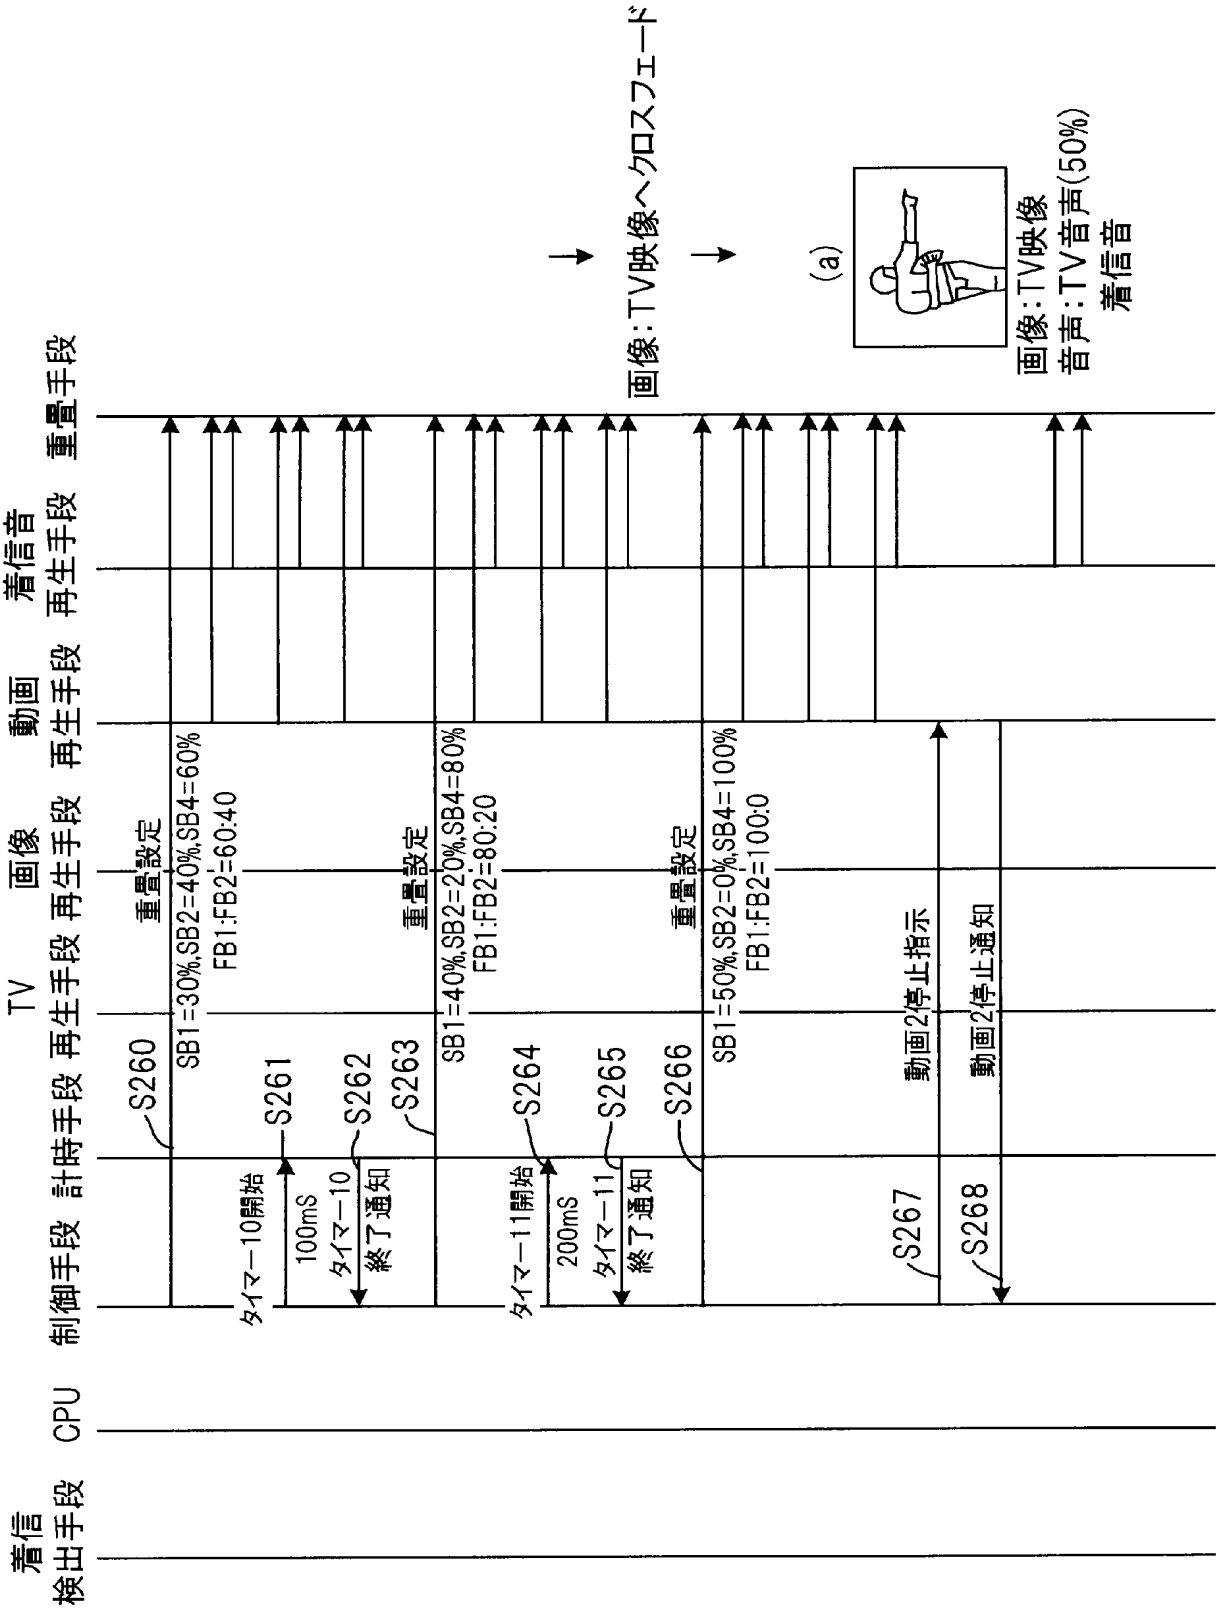 着信
検出手段
CPU
制御手段
計時手段
TV
再生手段
画像
再生手段
動画
再生手段
着信音
再生手段
重畳手段
S260
重畳設定
SB1=30%,SB2=40%,SB4=60%
FB1:FB2=60:40
タイマー10開始
S261
100mS
タイマー10
終了通知
S262
S263
重畳設定
SB1=40%,SB2=20%,SB4=80%
FB1:FB2=80:20
タイマー11開始
S264
200mS
タイマー11
終了通知
S265
S266
重畳設定
SB1=50%,SB2=0%,SB4=100%
FB1:FB2=100:0
S267
動画2停止指示
S268
動画2停止通知
画像:TV映像へクロスフェード
(a)
画像:TV映像
音声:TV音声(50%)
着信音